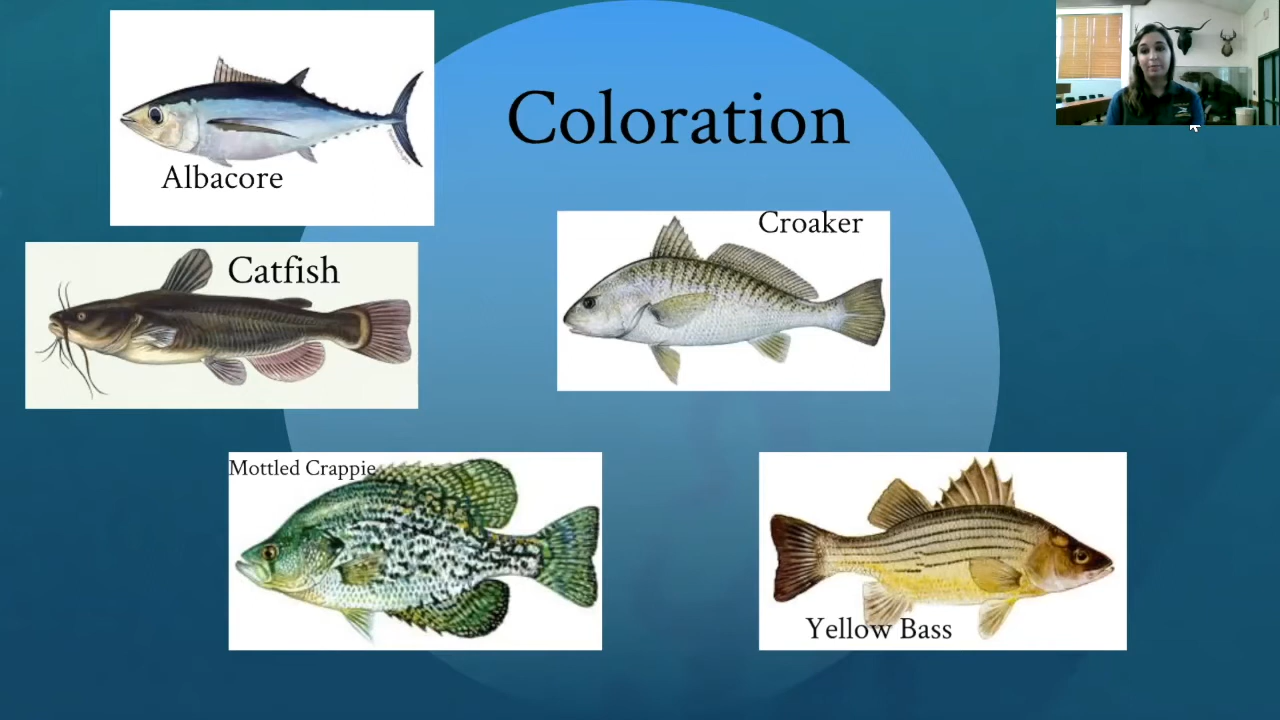 Coloration
Albacore
Croaker
Catfish
Mottled Crappie
Yellow Bass